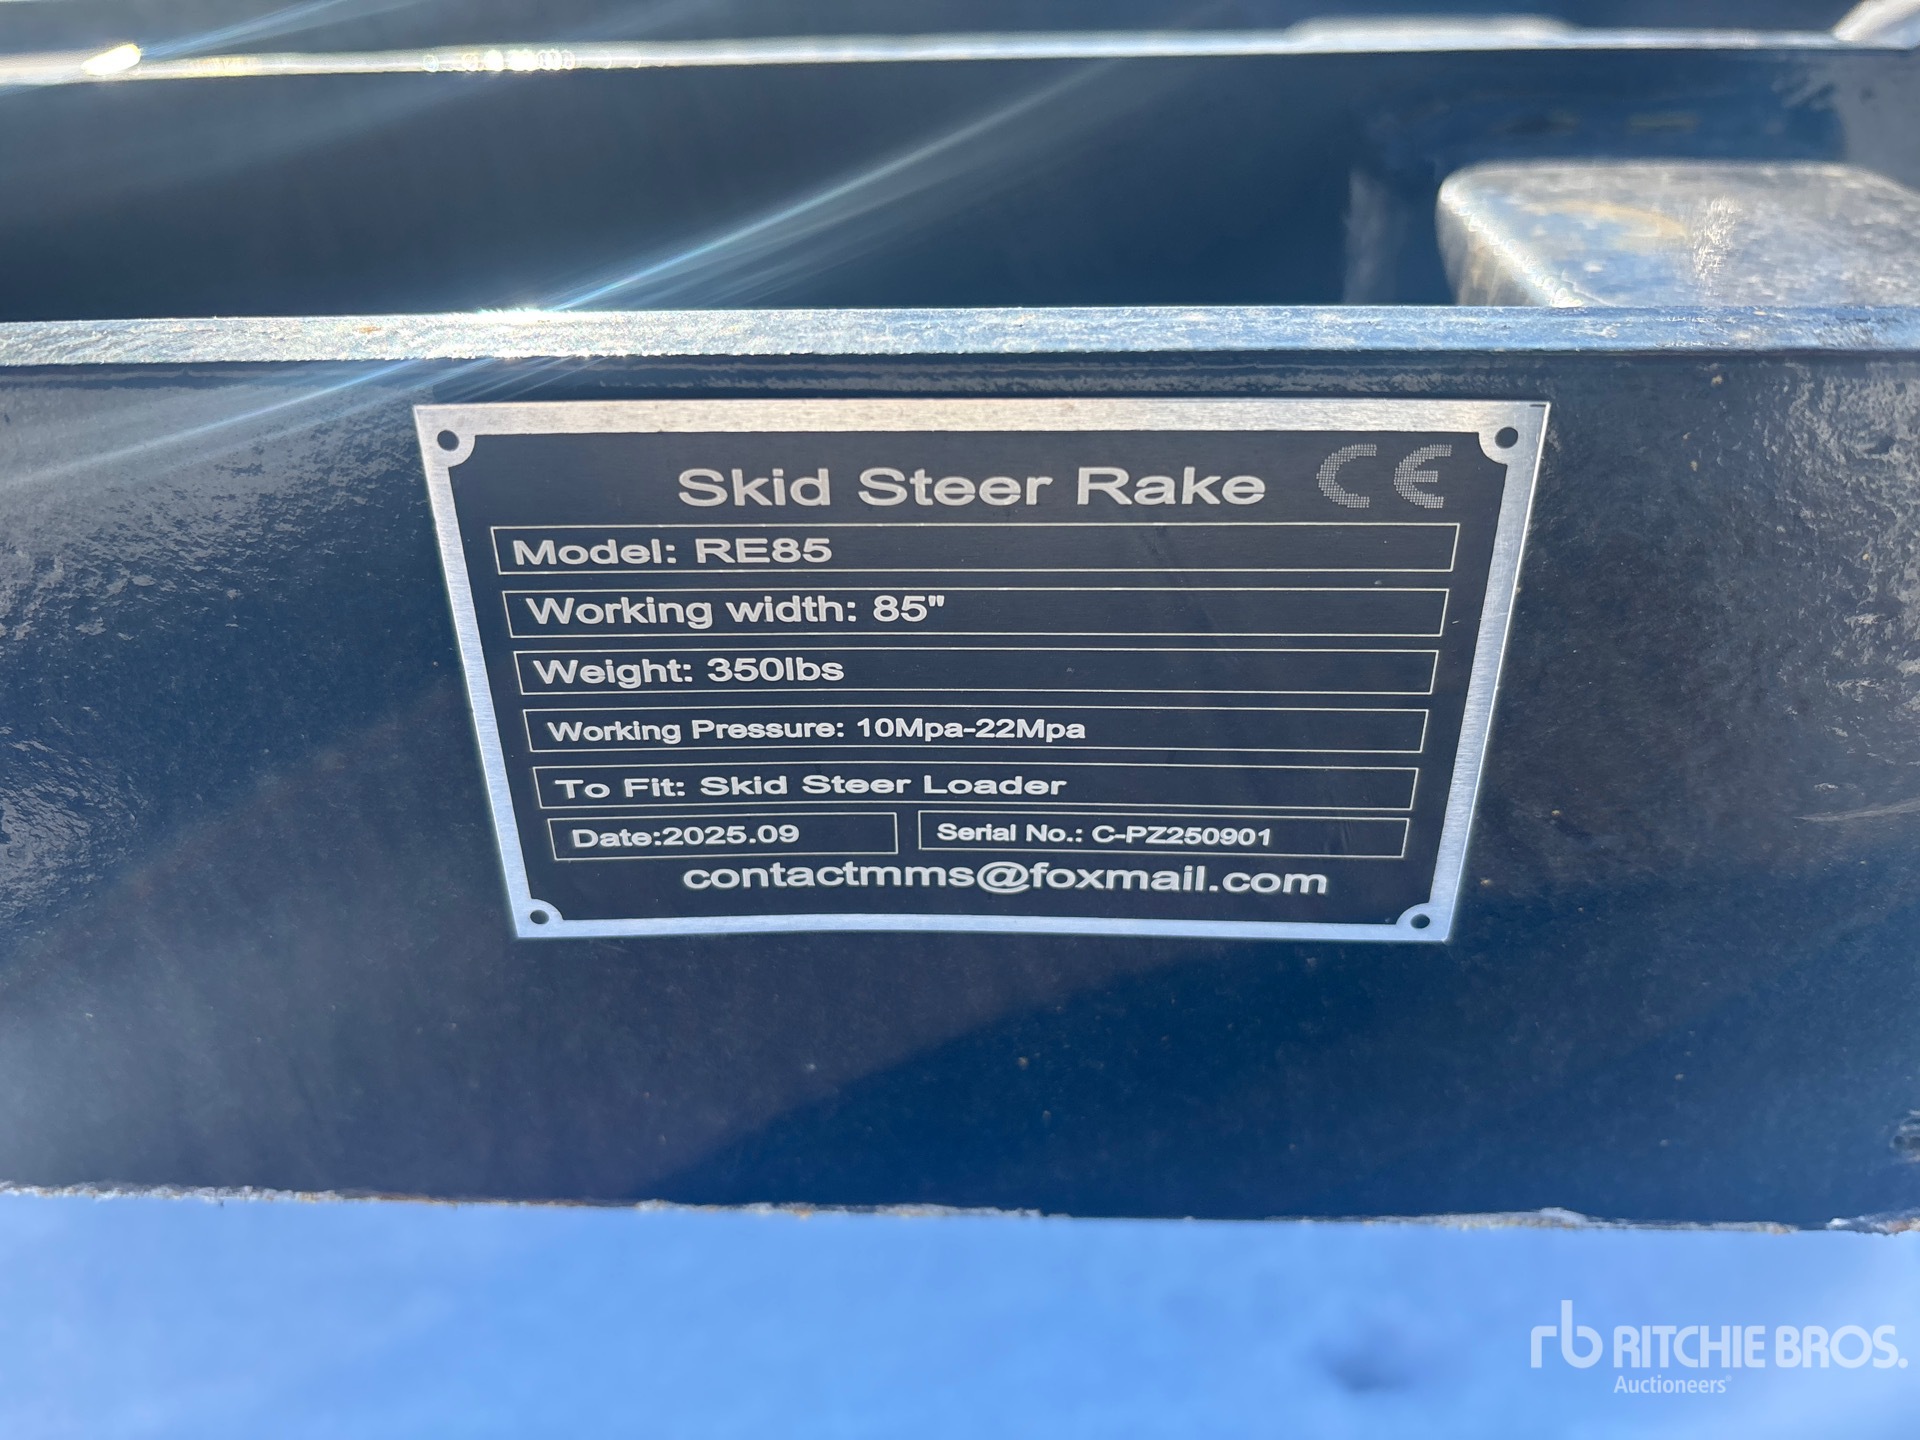 Skid Steer Rake CE
Model: RE85
Working width: 85"
Weight: 350lbs
Working Pressure: 10Mpa-22Mpa
To Fit: Skid Steer Loader
Date:2025.09 Serial No.: C-PZ250901
contactmms@foxmail.com
rb RITCHIE BROS.
Auctioneers